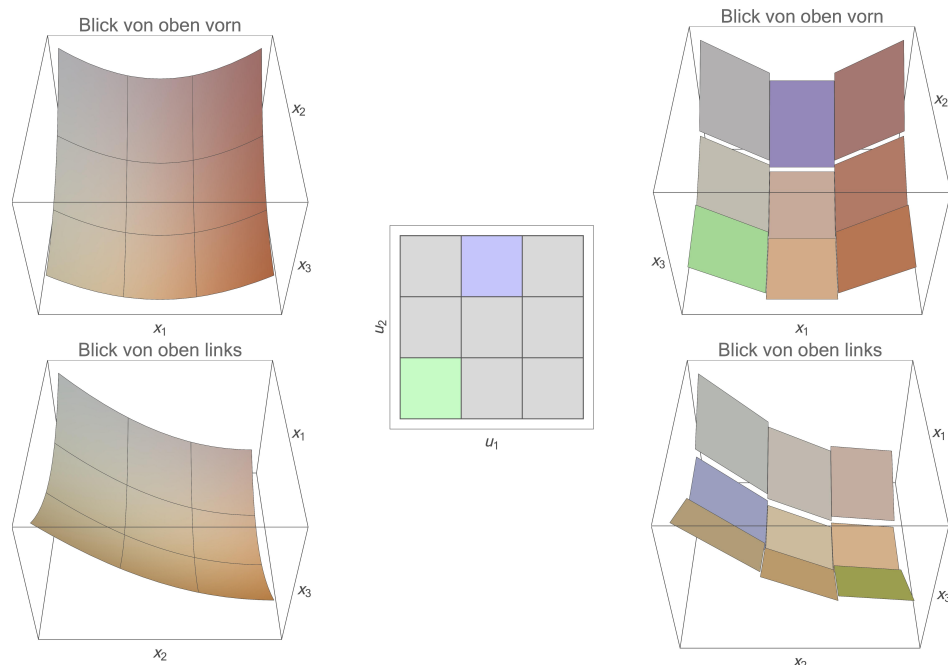 Blick von oben vorn
x₂
x₃
x₁
Blick von oben links
x₁
x₃
x₂
u₂
u₁
Blick von oben vorn
x₂
x₃
x₁
Blick von oben links
x₁
x₃
x₂